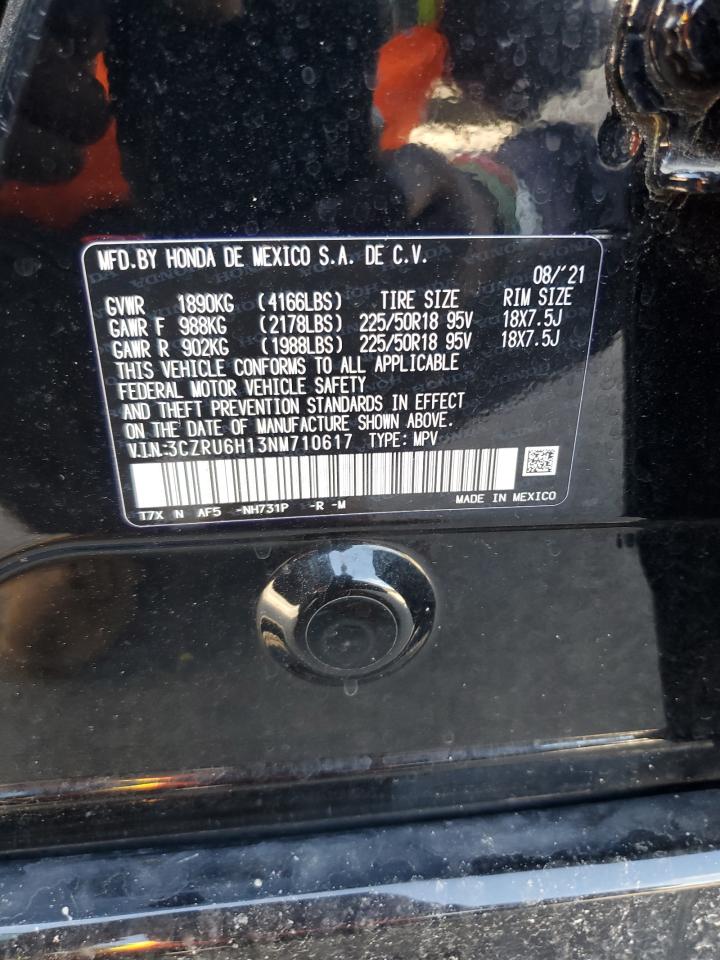 MFD.BY HONDA DE MEXICO S.A. DE C.V.
08/'21
GVWR 1890KG (4166LBS) TIRE SIZE RIM SIZE
GAWR F 988KG (2178LBS) 225/50R18 95V 18X7.5J
GAWR R 902KG (1988LBS) 225/50R18 95V 18X7.5J
THIS VEHICLE CONFORMS TO ALL APPLICABLE
FEDERAL MOTOR VEHICLE SAFETY
AND THEFT PREVENTION STANDARDS IN EFFECT
ON THE DATE OF MANUFACTURE SHOWN ABOVE.
V.I.N.:3CZRU6H13NM710617 TYPE: MPV
T7X N AF5 -NH731P -R -M MADE IN MEXICO